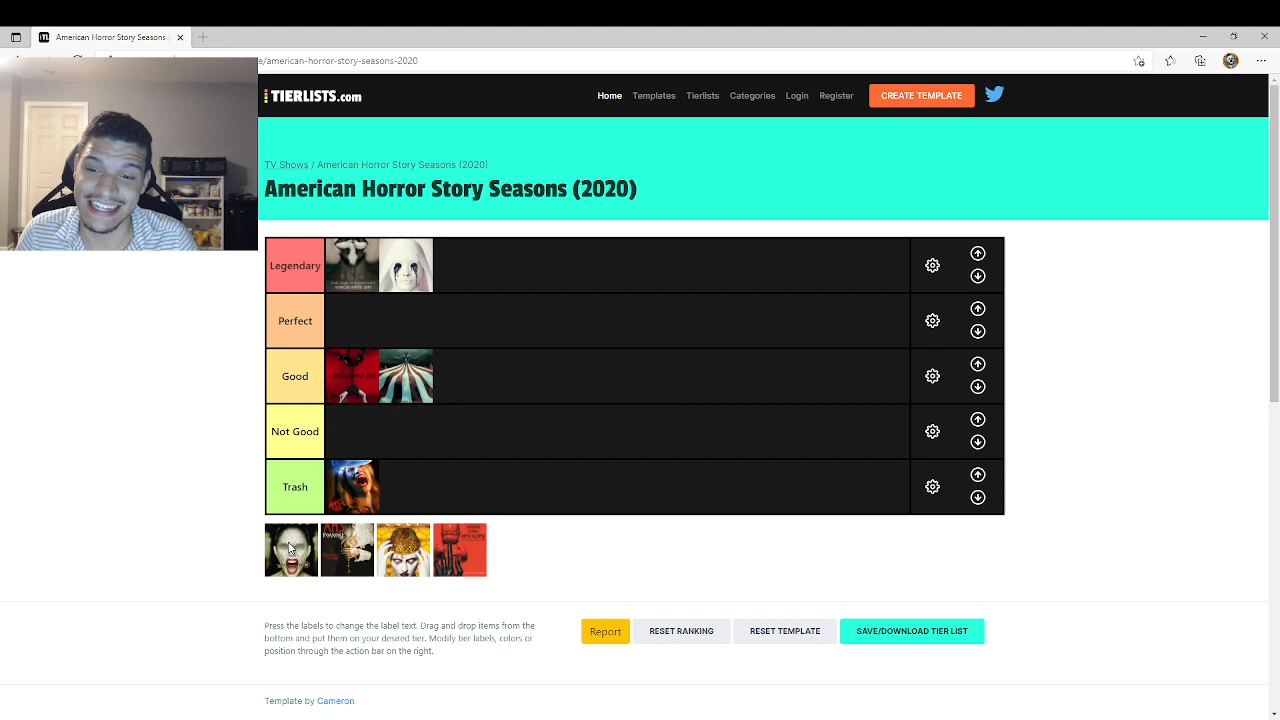 American Horror Story Seasons (
e/american-horror-story-seasons-2020
TIERLISTS.com
Home
Templates
Tierlists
Categories
Login
Register
CREATE TEMPLATE
TV Shows / American Horror Story Seasons (2020)
American Horror Story Seasons (2020)
Legendary
Perfect
Good
Not Good
Trash
Press the labels to change the label text. Drag and drop items from the
bottom and put them on your desired tier. Modify tier labels, colors or
position through the action bar on the right.
Report
RESET RANKING
RESET TEMPLATE
SAVE/DOWNLOAD TIER LIST
Template by Cameron